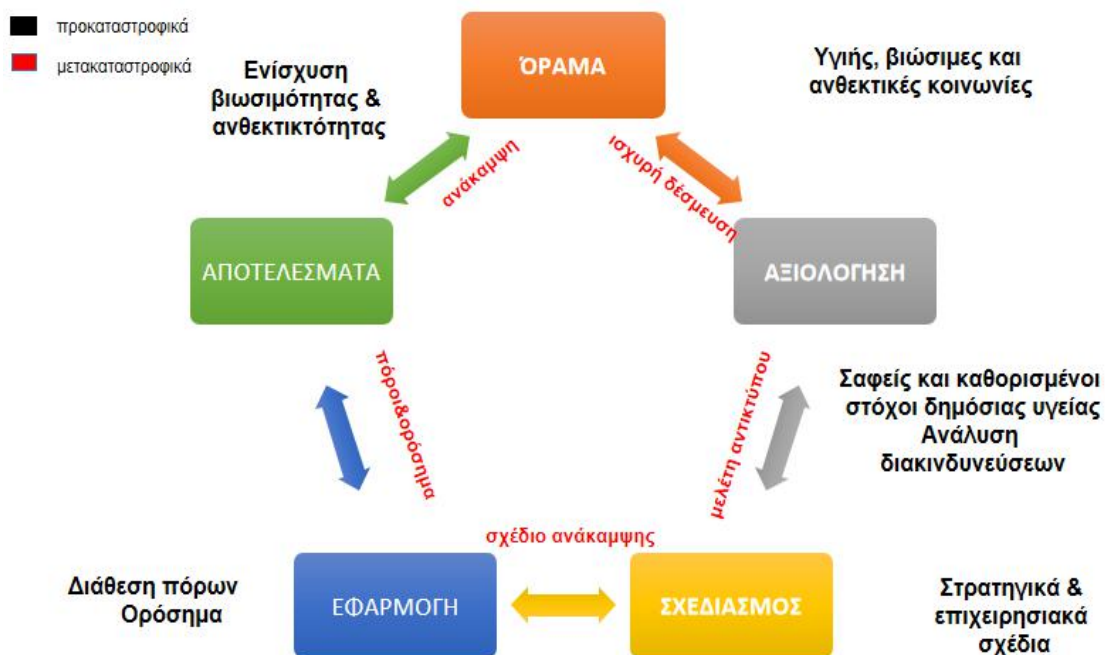 προκαταστροφικά
μετακαταστροφικά
Ενίσχυση
βιωσιμότητας &
ανθεκτικτότητας
ΌΡΑΜΑ
Υγιής, βιώσιμες και
ανθεκτικές κοινωνίες
ανάκαμψη
ισχυρή δέσμευση
ΑΠΟΤΕΛΕΣΜΑΤΑ
ΑΞΙΟΛΟΓΗΣΗ
πόροι&ορόσημα
μελέτη αντικτύπου
Σαφείς και καθορισμένοι
στόχοι δημόσιας υγείας
Ανάλυση
διακινδυνεύσεων
σχέδιο ανάκαμψης
Διάθεση πόρων
Ορόσημα
ΕΦΑΡΜΟΓΗ
ΣΧΕΔΙΑΣΜΟΣ
Στρατηγικά &
επιχειρησιακά
σχέδια